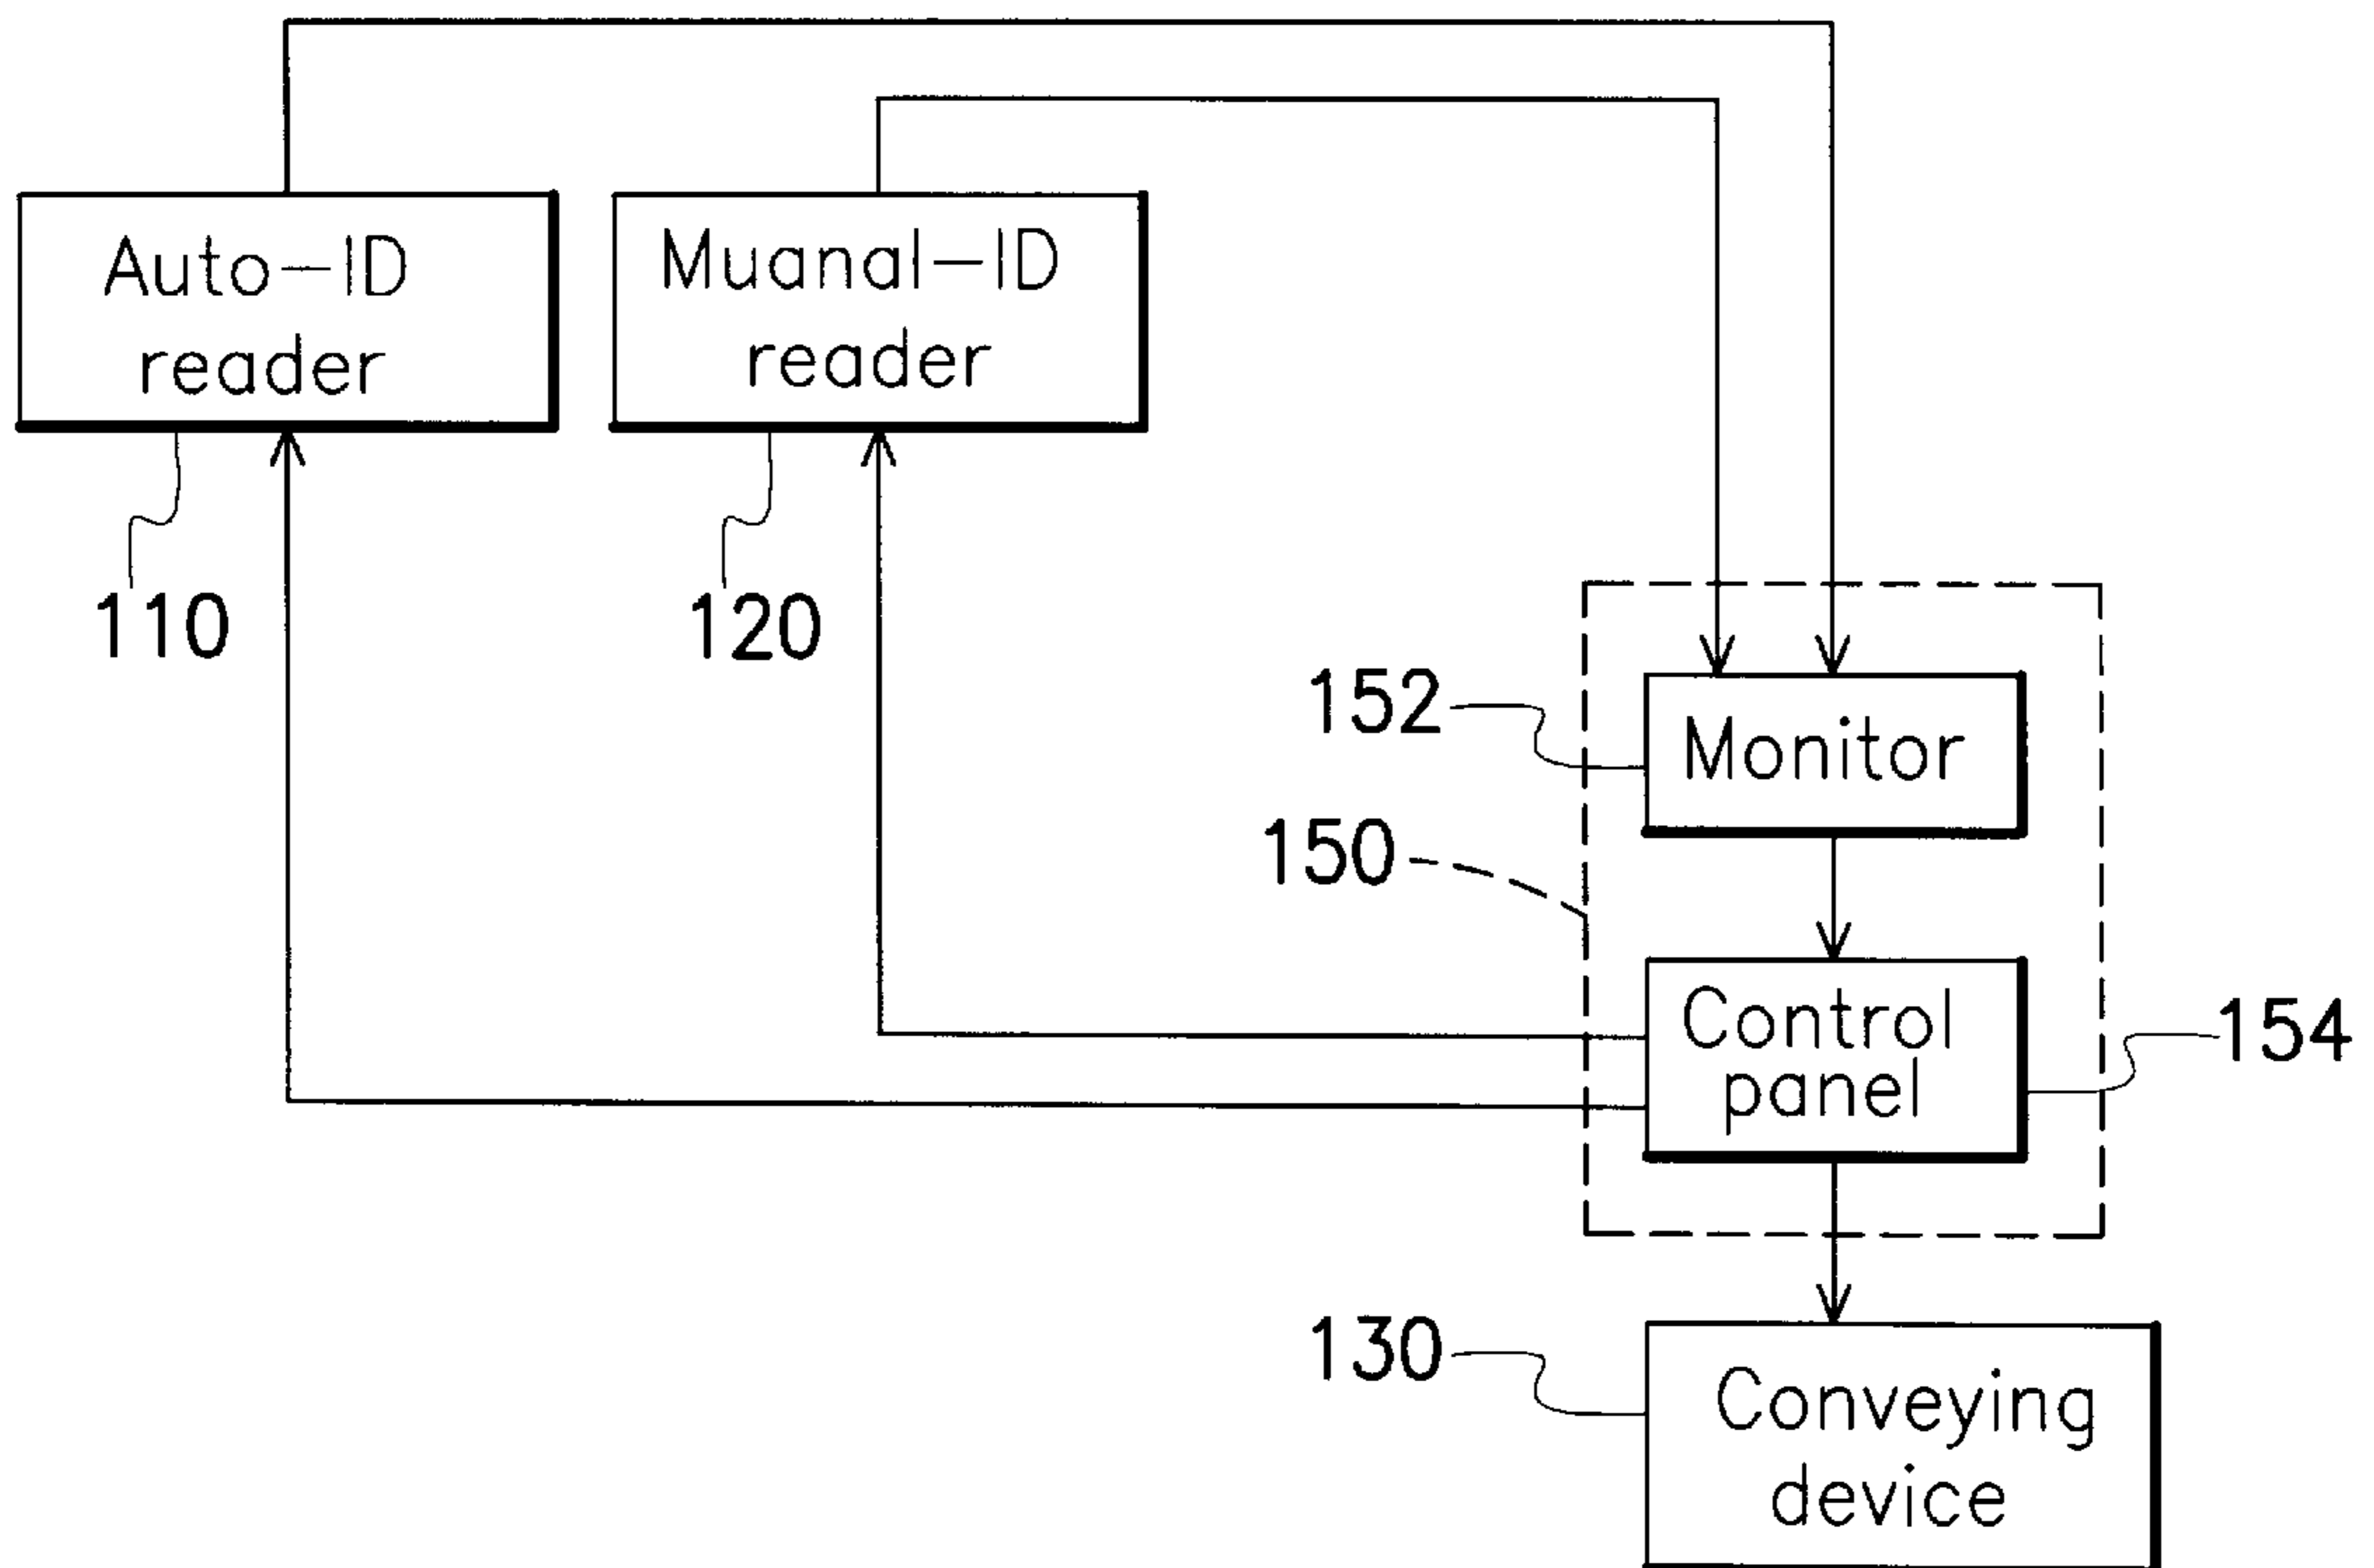 Auto-ID
reader
Muanal-ID
reader
110
120
152
Monitor
150
Control
panel
154
130
Conveying
device